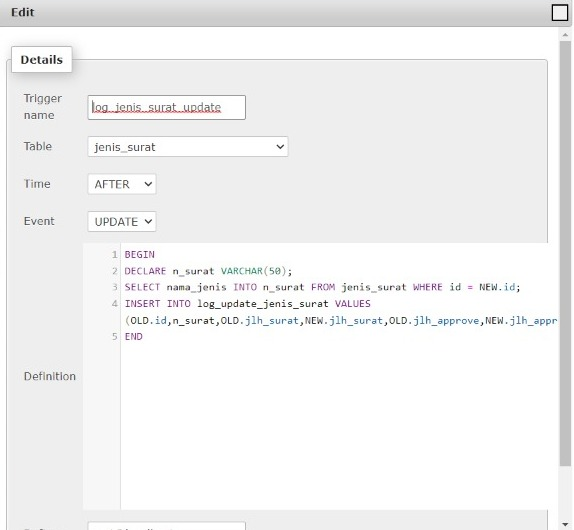 Edit
Details
Trigger
name
log_jenis_surat_update
Table
jenis_surat
Time
AFTER
Event
UPDATE
Definition
1 BEGIN
2 DECLARE n_surat VARCHAR(50);
3 SELECT nama_jenis INTO n_surat FROM jenis_surat WHERE id = NEW.id;
4 INSERT INTO log_update_jenis_surat VALUES
(OLD.id,n_surat,OLD.jlh_surat,NEW.jlh_surat,OLD.jlh_approve,NEW.jlh_appr
5 END